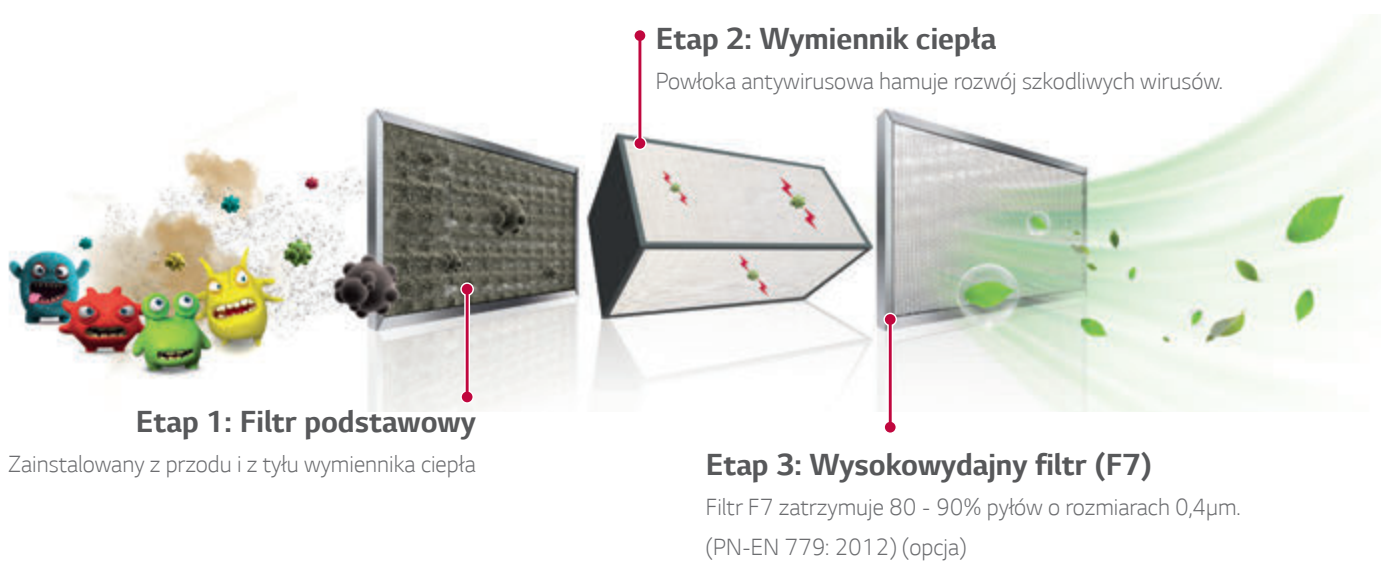 Etap 2: Wymiennik ciepła
Powłoka antywirusowa hamuje rozwój szkodliwych wirusów.
Etap 1: Filtr podstawowy
Zainstalowany z przodu i z tyłu wymiennika ciepła
Etap 3: Wysokowydajny filtr (F7)
Filtr F7 zatrzymuje 80 - 90% pyłów o rozmiarach 0,4µm.
(PN-EN 779: 2012) (opcja)